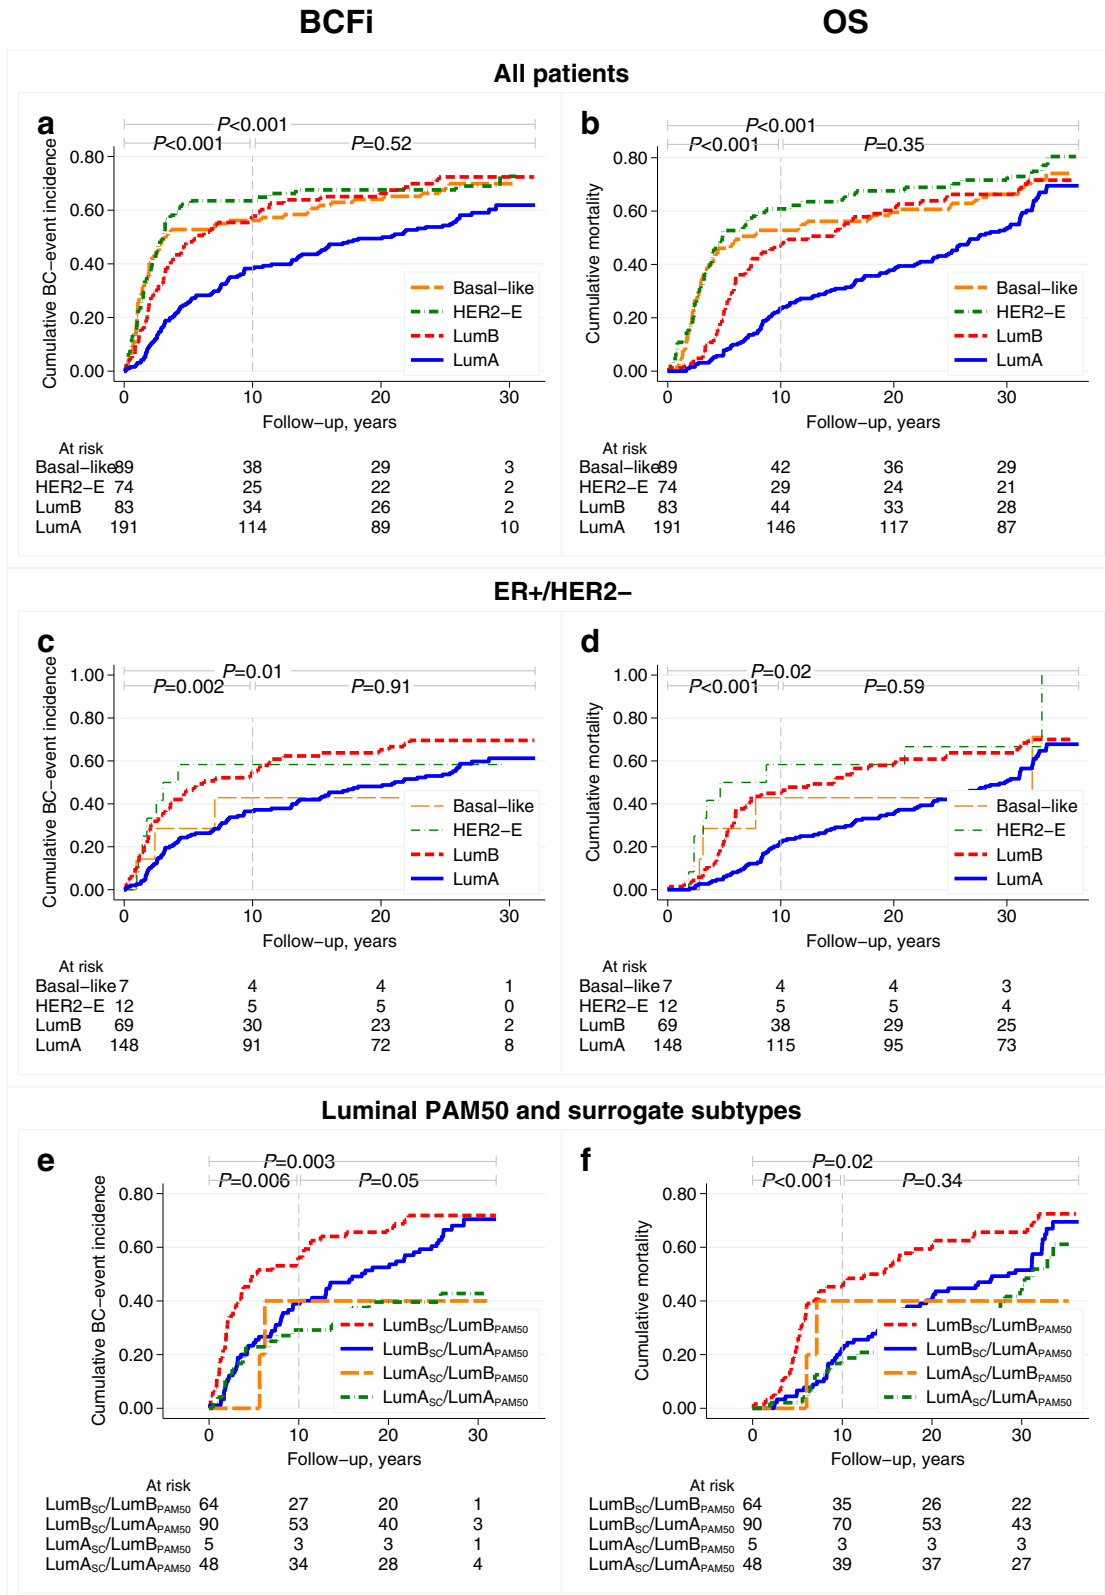 BCFi
OS
All patients
a
P<0.001
P<0.001
P=0.52
Cumulative BC−event incidence
0.80
0.60
0.40
0.20
0.00
Basal−like
HER2−E
LumB
LumA
0
10
20
30
Follow−up, years
At risk
Basal−like 89 38 29 3
HER2−E 74 25 22 2
LumB 83 34 26 2
LumA 191 114 89 10
b
P<0.001
P<0.001
P=0.35
Cumulative mortality
0.80
0.60
0.40
0.20
0.00
Basal−like
HER2−E
LumB
LumA
0
10
20
30
Follow−up, years
At risk
Basal−like 89 42 36 29
HER2−E 74 29 24 21
LumB 83 44 33 28
LumA 191 146 117 87
ER+/HER2−
c
P=0.01
P=0.002
P=0.91
Cumulative BC−event incidence
1.00
0.80
0.60
0.40
0.20
0.00
Basal−like
HER2−E
LumB
LumA
0
10
20
30
Follow−up, years
At risk
Basal−like 7 4 4 1
HER2−E 12 5 5 0
LumB 69 30 23 2
LumA 148 91 72 8
d
P=0.02
P<0.001
P=0.59
Cumulative mortality
1.00
0.80
0.60
0.40
0.20
0.00
Basal−like
HER2−E
LumB
LumA
0
10
20
30
Follow−up, years
At risk
Basal−like 7 4 4 3
HER2−E 12 5 5 4
LumB 69 38 29 25
LumA 148 115 95 73
Luminal PAM50 and surrogate subtypes
e
P=0.003
P=0.006
P=0.05
Cumulative BC−event incidence
0.80
0.60
0.40
0.20
0.00
LumBSC/LumBPAM50
LumBSC/LumAPAM50
LumASC/LumBPAM50
LumASC/LumAPAM50
0
10
20
30
Follow−up, years
At risk
LumBSC/LumBPAM50 64 27 20 1
LumBSC/LumAPAM50 90 53 40 3
LumASC/LumBPAM50 5 3 3 1
LumASC/LumAPAM50 48 34 28 4
f
P=0.02
P<0.001
P=0.34
Cumulative mortality
0.80
0.60
0.40
0.20
0.00
LumBSC/LumBPAM50
LumBSC/LumAPAM50
LumASC/LumBPAM50
LumASC/LumAPAM50
0
10
20
30
Follow−up, years
At risk
LumBSC/LumBPAM50 64 35 26 22
LumBSC/LumAPAM50 90 70 53 43
LumASC/LumBPAM50 5 3 3 3
LumASC/LumAPAM50 48 39 37 27